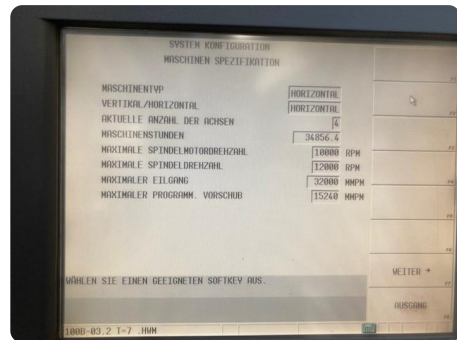 SYSTEM KONFIGURATION
MASCHINEN SPEZIFIKATION
MASCHINENTYP HORIZONTAL
VERTIKAL/HORIZONTAL HORIZONTAL
AKTUELLE ANZAHL DER ACHSEN 4
MASCHINENSTUNDEN 34856.4
MAXIMALE SPINDELMOTORDREHZAHL 10000 RPM
MAXIMALE SPINDELDREHZAHL 12000 RPM
MAXIMALER EILGANG 32000 MMPM
MAXIMALER PROGRAMM. VORSCHUB 15240 MMPM
WEITER →
WÄHLEN SIE EINEN GEEIGNETEN SOFTKEY AUS.
AUSGANG
100B-03.2 T=7 .HWM